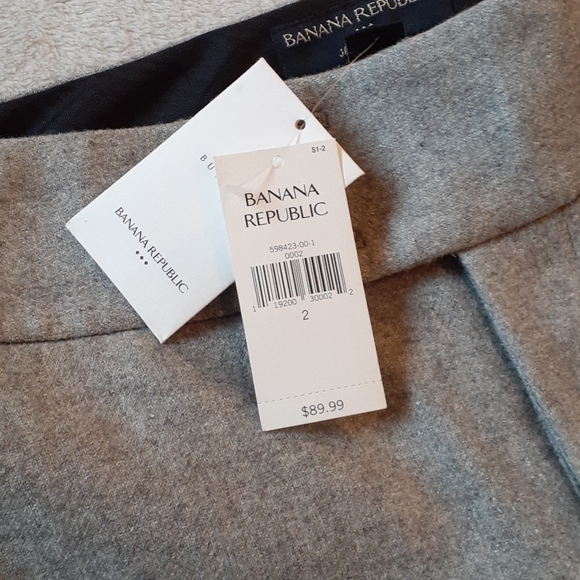 BANANA REPUBLIC
BU
BANANA REPUBLIC
S1-2
BANANA
REPUBLIC
598423-00-1
0002
1 19200 30002 2
2
$89.99